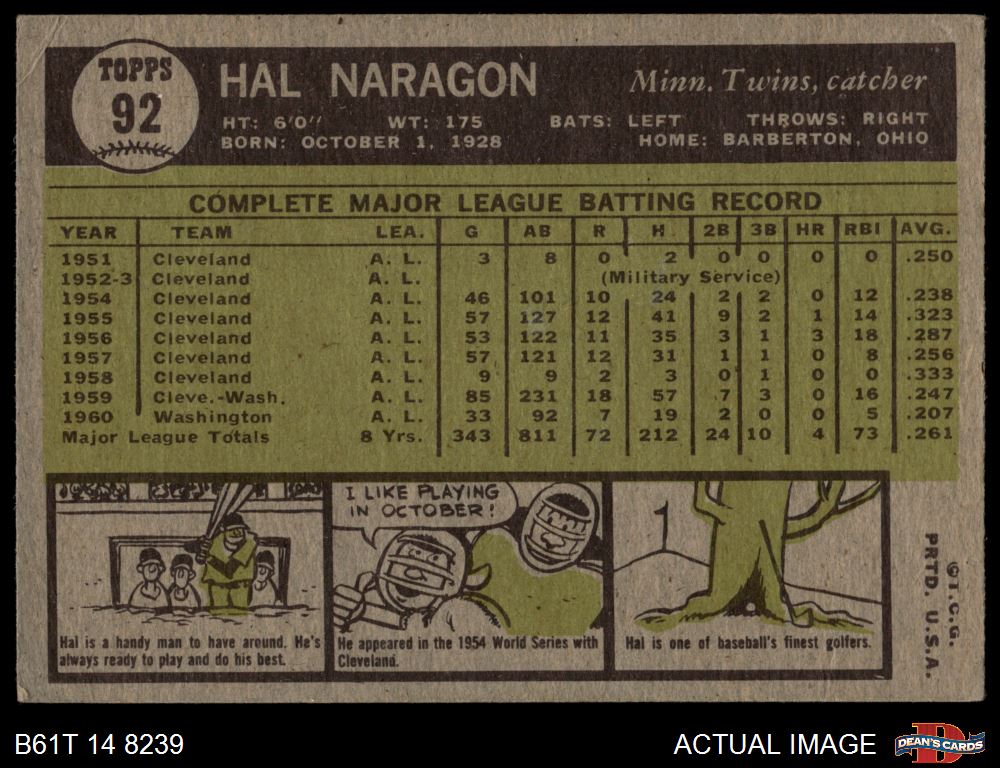 TOPPS
92
HAL NARAGON
Minn. Twins, catcher
HT: 6'0" WT: 175 BATS: LEFT THROWS: RIGHT
BORN: OCTOBER 1, 1928 HOME: BARBERTON, OHIO
COMPLETE MAJOR LEAGUE BATTING RECORD
YEAR TEAM LEA. G AB R H 2B 3B HR RBI AVG.
1951 Cleveland A. L. 3 8 0 2 0 0 0 0 .250
1952-3 Cleveland A. L. (Military Service)
1954 Cleveland A. L. 46 101 10 24 2 2 0 12 .238
1955 Cleveland A. L. 57 127 12 41 9 2 1 14 .323
1956 Cleveland A. L. 53 122 11 35 3 1 3 18 .287
1957 Cleveland A. L. 57 121 12 31 1 1 0 8 .256
1958 Cleveland A. L. 9 9 2 3 0 1 0 0 .333
1959 Cleve.-Wash. A. L. 85 231 18 57 7 3 0 16 .247
1960 Washington A. L. 33 92 7 19 2 0 0 5 .207
Major League Totals 8 Yrs. 343 811 72 212 24 10 4 73 .261
Hal is a handy man to have around. He's
always ready to play and do his best.
I LIKE PLAYING
IN OCTOBER!
He appeared in the 1954 World Series with
Cleveland.
1
Hal is one of baseball's finest golfers.
©T.C.G.
PRTD. U.S.A.
B61T 14 8239
ACTUAL IMAGE
D
DEAN'S CARDS